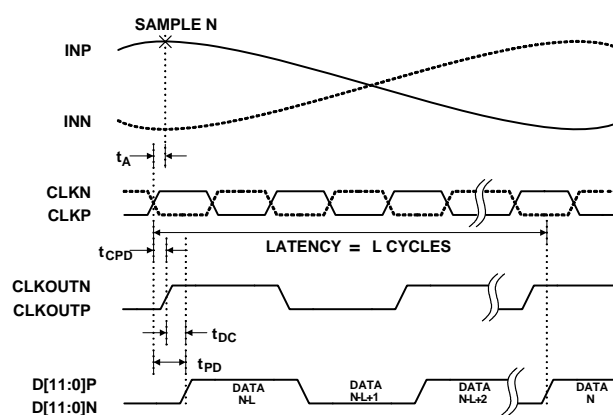 SAMPLE N
INP
INN
tA
CLKN
CLKP
LATENCY = L CYCLES
tCPD
CLKOUTN
CLKOUTP
tDC
tPD
D[11:0]P
D[11:0]N
DATA
N-L
DATA
N-L+1
DATA
N-L+2
DATA
N